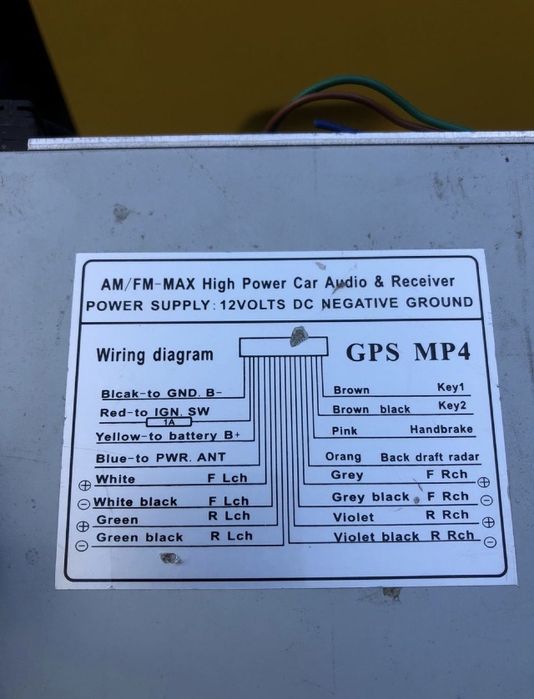 AM/FM-MAX High Power Car Audio & Receiver
POWER SUPPLY: 12VOLTS DC NEGATIVE GROUND
Wiring diagram
GPS MP4
Blcak-to GND. B-
Red-to IGN. SW
1A
Yellow-to battery B+
Blue-to PWR. ANT
⊕ White F Lch
⊖ White black F Lch
⊕ Green R Lch
⊖ Green black R Lch
Brown Key1
Brown black Key2
Pink Handbrake
Orang Back draft radar
Grey F Rch ⊕
Grey black F Rch ⊖
Violet R Rch ⊕
Violet black R Rch ⊖